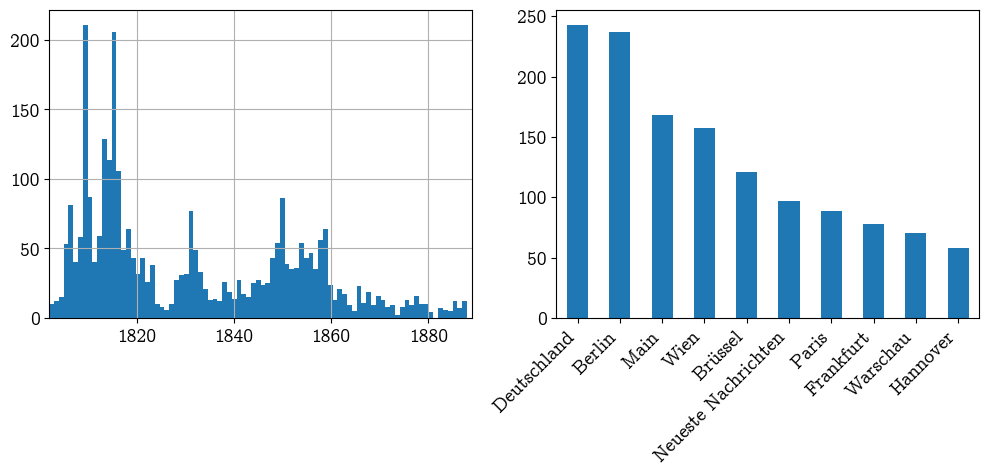 200
150
100
50
0
1820
1840
1860
1880
250
200
150
100
50
0
Deutschland
Berlin
Main
Wien
Brüssel
Neueste Nachrichten
Paris
Frankfurt
Warschau
Hannover